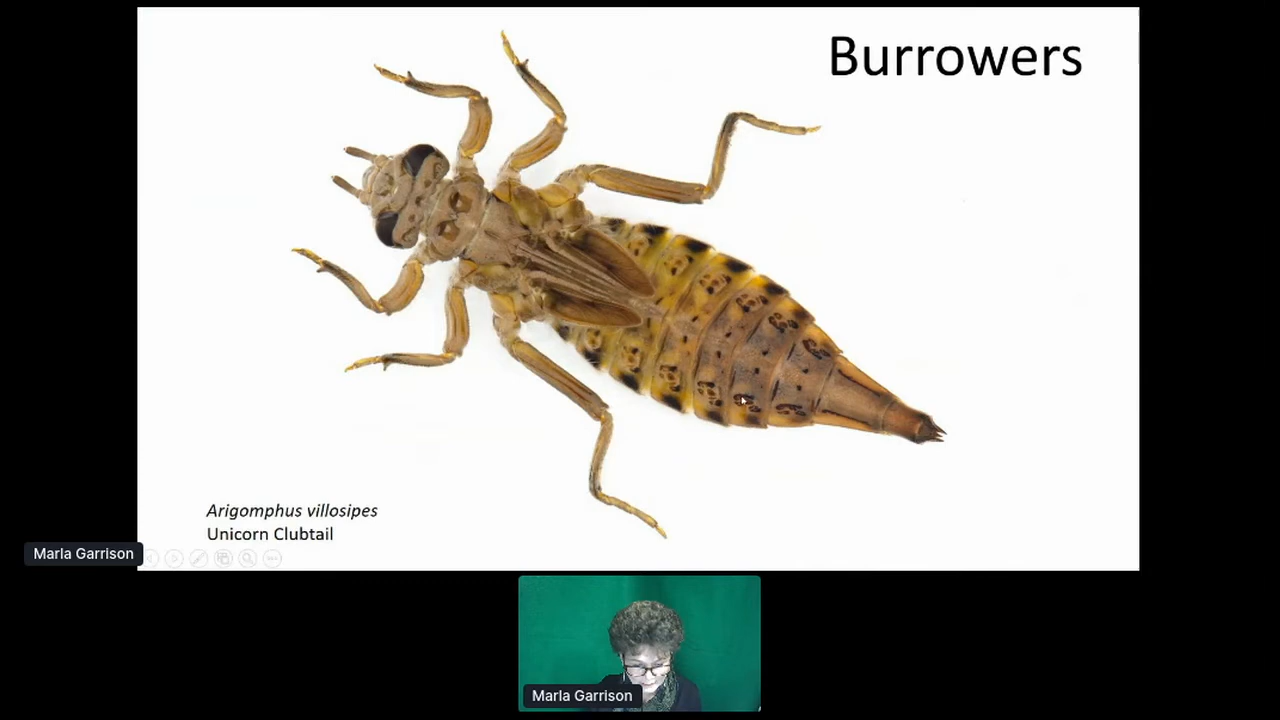 Burrowers
Arigomphus villosipes
Unicorn Clubtail
Marla Garrison
Marla Garrison